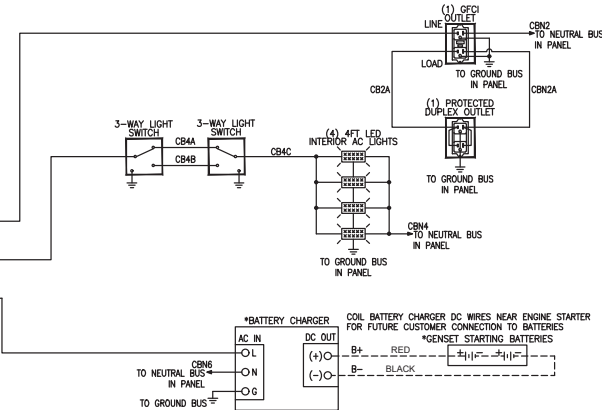 (1) GFCI
OUTLET
LINE
CBN2
TO NEUTRAL BUS
IN PANEL
LOAD
TO GROUND BUS
IN PANEL
CB2A
CBN2A
(1) PROTECTED
DUPLEX OUTLET
TO GROUND BUS
IN PANEL
3-WAY LIGHT
SWITCH
CB4A
CB4B
3-WAY LIGHT
SWITCH
CB4C
(4) 4FT LED
INTERIOR AC LIGHTS
CBN4
TO NEUTRAL BUS
IN PANEL
TO GROUND BUS
IN PANEL
*BATTERY CHARGER
AC IN
L
N
G
DC OUT
(+)
(-)
CBN6
TO NEUTRAL BUS
IN PANEL
TO GROUND BUS
COIL BATTERY CHARGER DC WIRES NEAR ENGINE STARTER
FOR FUTURE CUSTOMER CONNECTION TO BATTERIES
*GENSET STARTING BATTERIES
B+ RED
B- BLACK
+ - + -